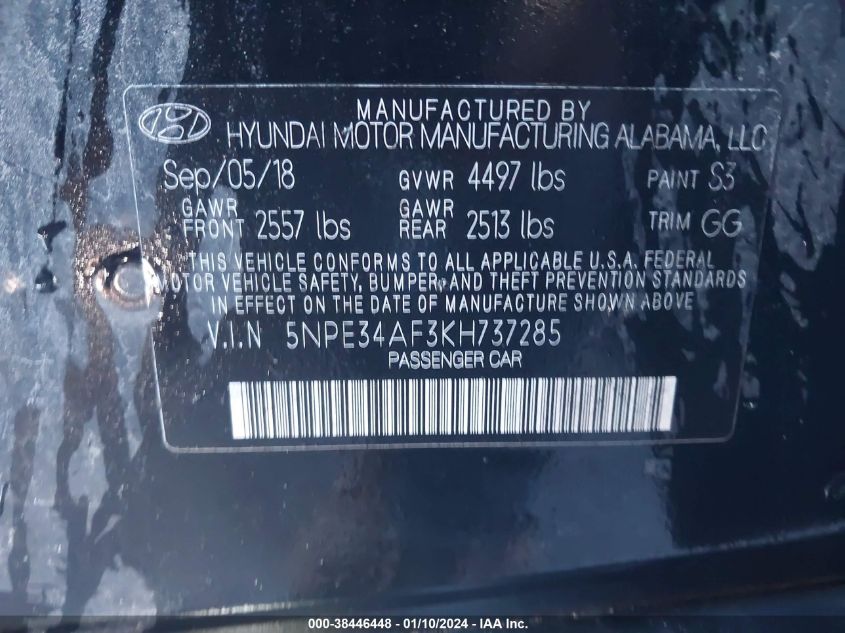 MANUFACTURED BY
HYUNDAI MOTOR MANUFACTURING ALABAMA, LLC
Sep/05/18 GVWR 4497 lbs PAINT S3
GAWR FRONT 2557 lbs GAWR REAR 2513 lbs TRIM GG
THIS VEHICLE CONFORMS TO ALL APPLICABLE U.S.A. FEDERAL
MOTOR VEHICLE SAFETY, BUMPER, AND THEFT PREVENTION STANDARDS
IN EFFECT ON THE DATE OF MANUFACTURE SHOWN ABOVE
V.I.N 5NPE34AF3KH737285
PASSENGER CAR
000-38446448 - 01/10/2024 - IAA Inc.